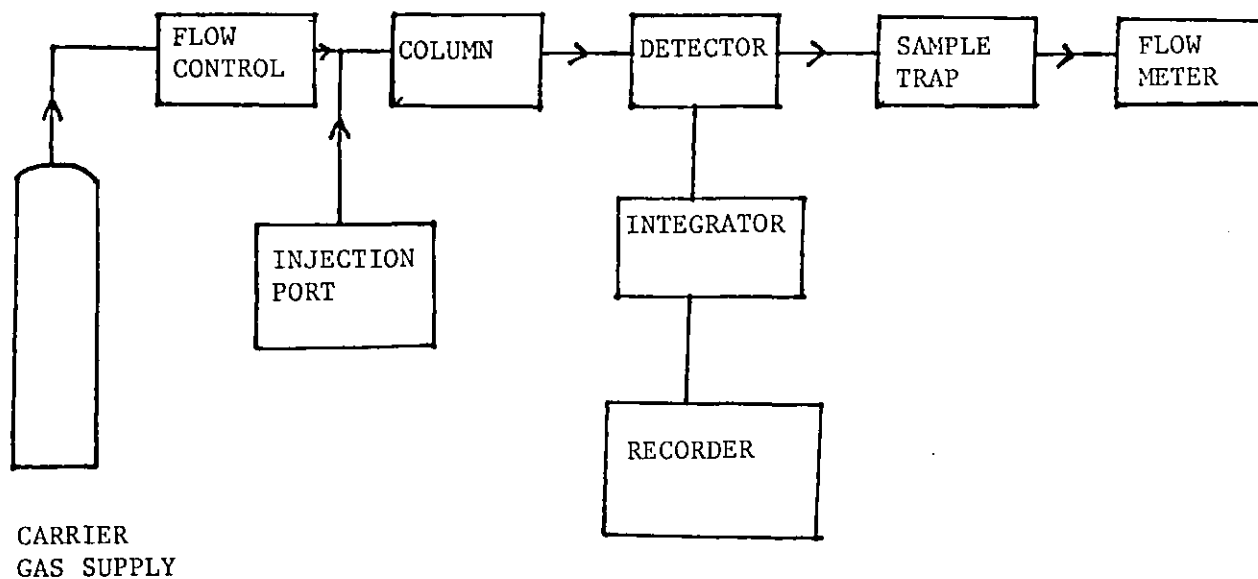 FLOW
CONTROL
COLUMN
DETECTOR
SAMPLE
TRAP
FLOW
METER
INJECTION
PORT
INTEGRATOR
RECORDER
CARRIER
GAS SUPPLY